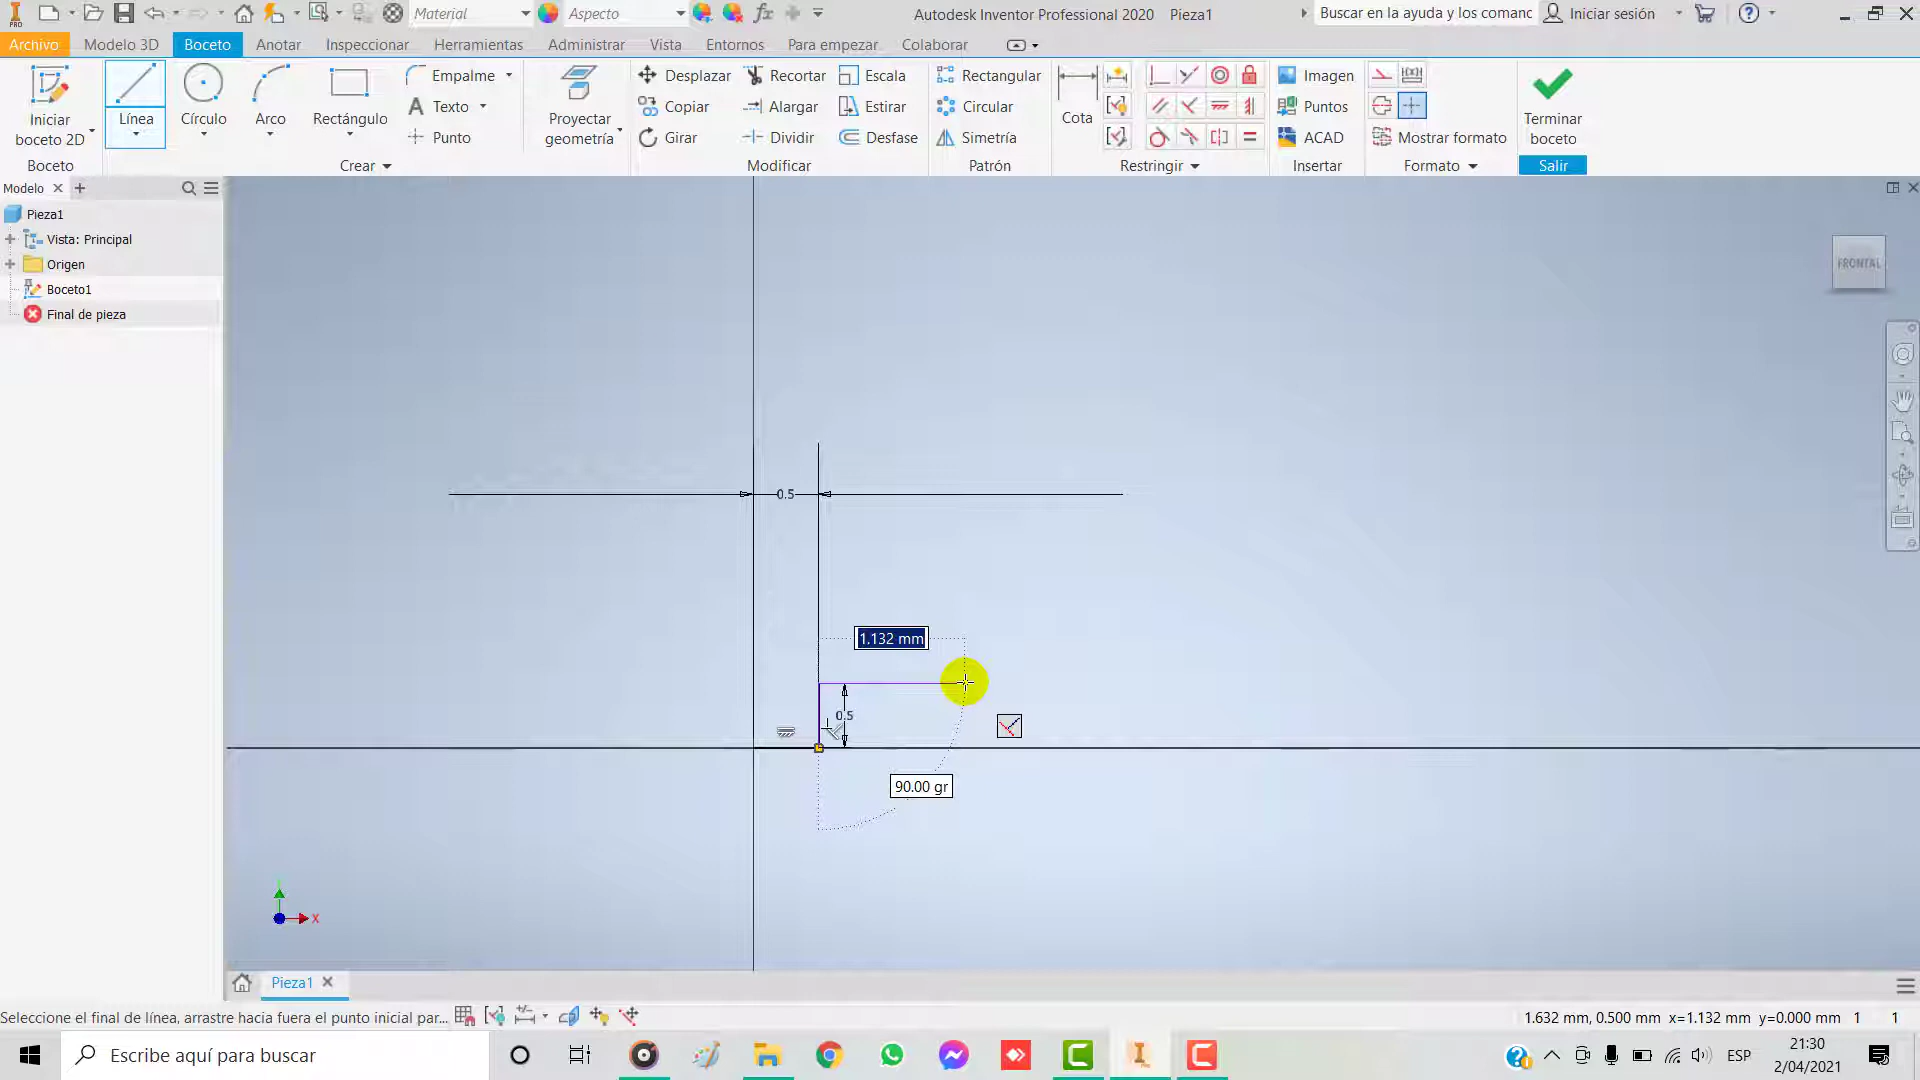 Material
Aspecto
Autodesk Inventor Professional 2020 Pieza1
Buscar en la ayuda y los comanc
Iniciar sesión
PRO
Archivo
Modelo 3D
Boceto
Anotar
Inspeccionar
Herramientas
Administrar
Vista
Entornos
Para empezar
Colaborar
Iniciar
boceto 2D
Línea
Círculo
Arco
Rectángulo
Empalme
Texto
Punto
Proyectar
geometría
Desplazar
Copiar
Girar
Recortar
Alargar
Dividir
Escala
Estirar
Desfase
Rectangular
Circular
Simetría
Cota
Imagen
Puntos
ACAD
Mostrar formato
Terminar
boceto
Boceto
Crear
Modificar
Patrón
Restringir
Insertar
Formato
Salir
Modelo
Pieza1
Vista: Principal
Origen
Boceto1
Final de pieza
FRONTAL
0.5
1.132 mm
0.5
90.00 gr
X
Pieza1
Seleccione el final de línea, arrastre hacia fuera el punto inicial par...
1.632 mm, 0.500 mm x=1.132 mm y=0.000 mm 1 1
Escribe aquí para buscar
ESP
21:30
2/04/2021